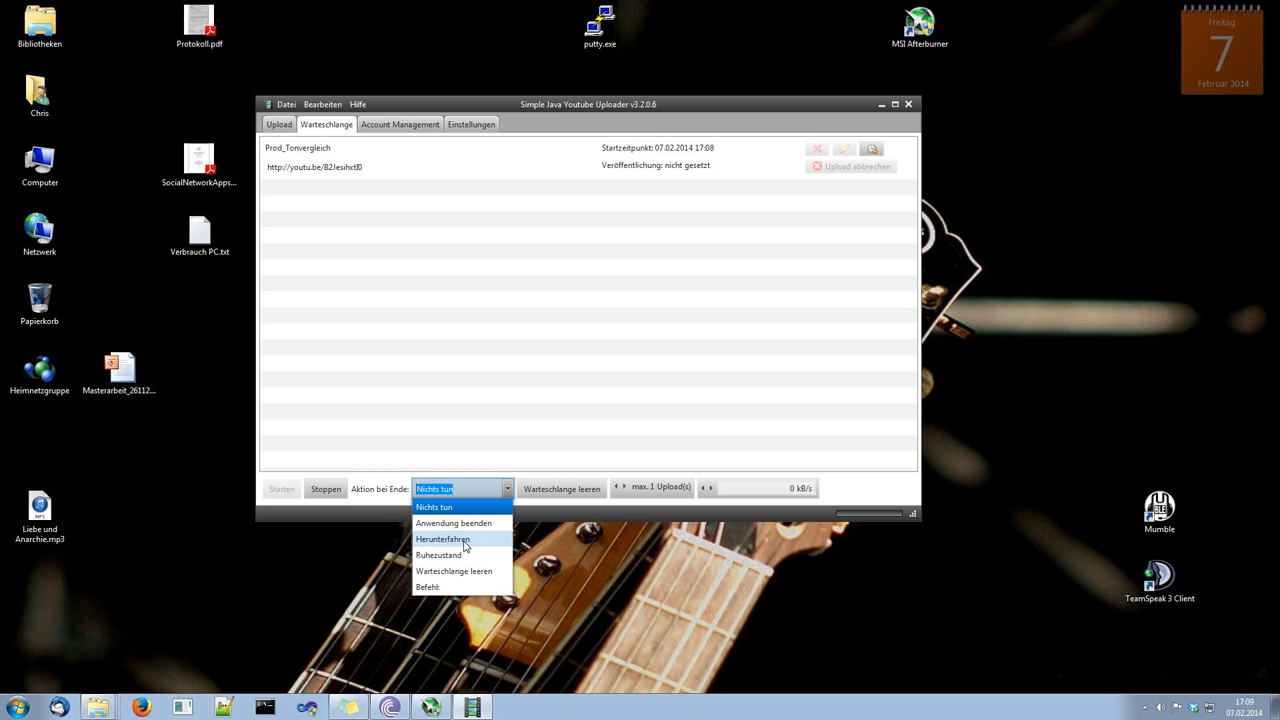 Bibliotheken
Protokoll.pdf
putty.exe
MSI Afterburner
Freitag
7
Februar 2014
Chris
Computer
SocialNetworkApps...
Netzwerk
Verbrauch PC.txt
Papierkorb
Heimnetzgruppe
Masterarbeit_26112...
Liebe und
Anarchie.mp3
Mumble
TeamSpeak 3 Client
Datei Bearbeiten Hilfe
Simple Java Youtube Uploader v3.2.0.6
Upload Warteschlange Account Management Einstellungen
Prod_Tonvergleich
Startzeitpunkt: 07.02.2014 17:08
http://youtu.be/B2Jesihxtl0
Veröffentlichung: nicht gesetzt
Upload abbrechen
Starten Stoppen Aktion bei Ende: Nichts tun Warteschlange leeren max. 1 Upload(s) 0 kB/s
Nichts tun
Anwendung beenden
Herunterfahren
Ruhezustand
Warteschlange leeren
Befehl:
17:09
07.02.2014